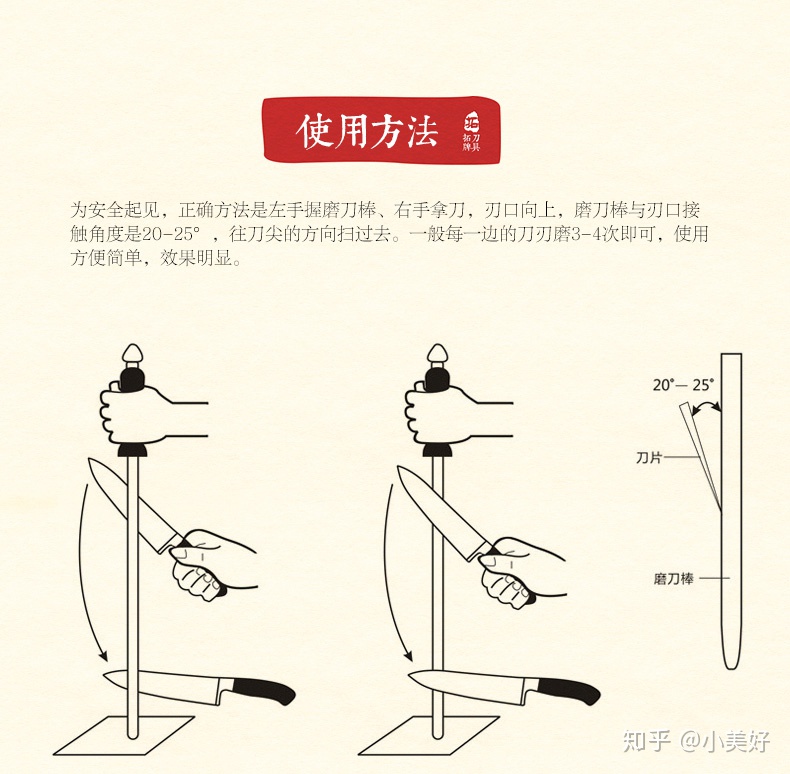 使用方法
拓刀
牌具
为安全起见，正确方法是左手握磨刀棒、右手拿刀，刃口向上，磨刀棒与刃口接
触角度是20-25°，往刀尖的方向扫过去。一般每一边的刀刃磨3-4次即可，使用
方便简单，效果明显。
20°— 25°
刀片
磨刀棒
知乎 @小美好